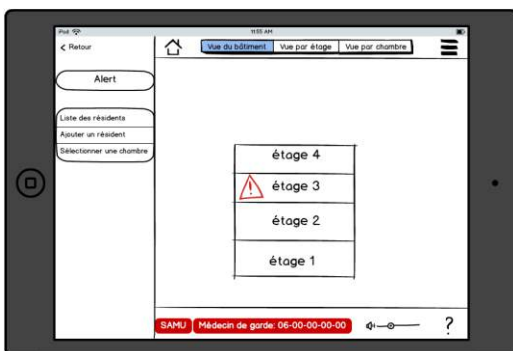 iPad 11:55 AM
< Retour
Vue du bâtiment Vue par étage Vue par chambre
Alert
Liste des résidents
Ajouter un résident
Sélectionner une chambre
étage 4
étage 3
étage 2
étage 1
SAMU Médecin de garde: 06-00-00-00-00 ?